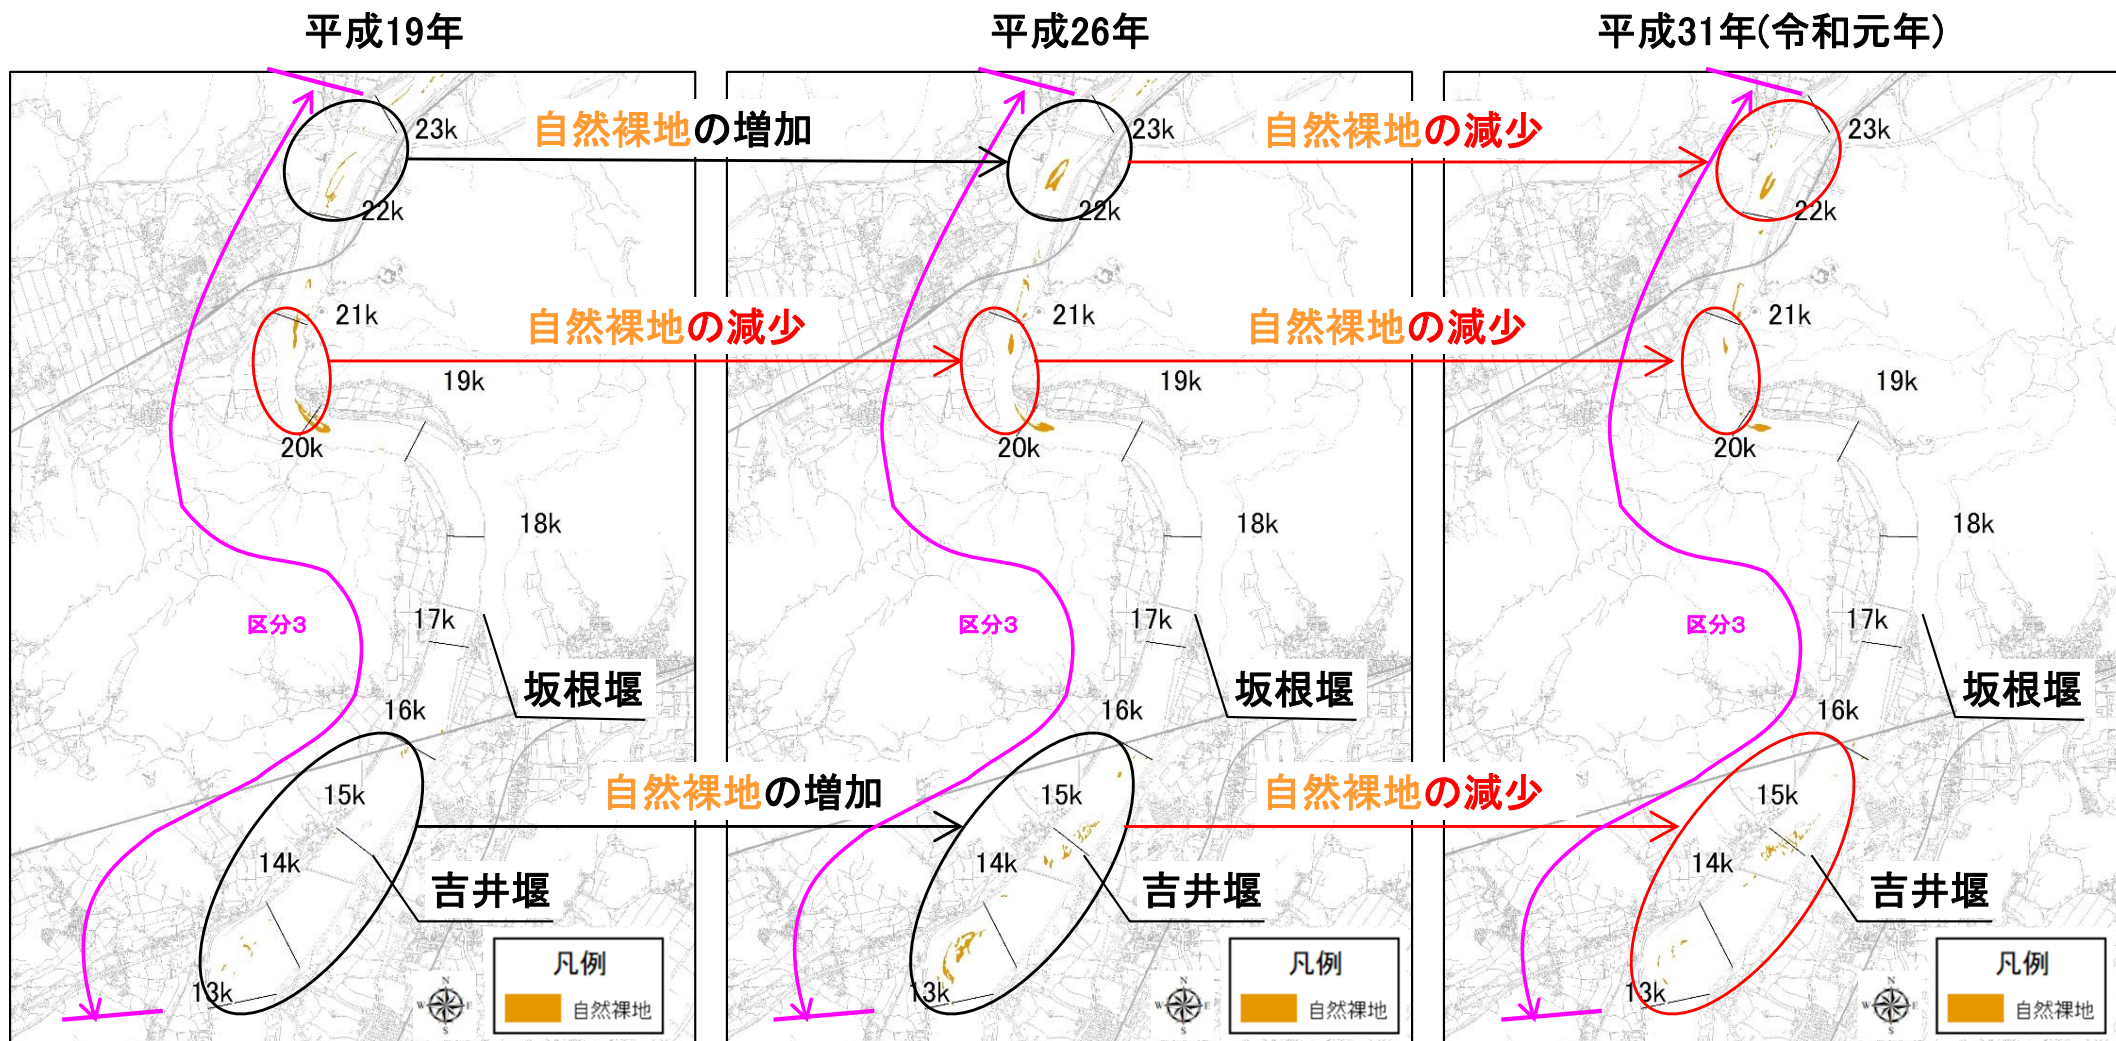 平成19年
平成26年
平成31年(令和元年)
23k
自然裸地の増加
23k
自然裸地の減少
23k
22k
22k
22k
21k
自然裸地の減少
21k
自然裸地の減少
21k
19k
19k
19k
20k
20k
20k
18k
18k
18k
区分3
17k
区分3
17k
区分3
17k
坂根堰
坂根堰
坂根堰
16k
16k
16k
15k
自然裸地の増加
15k
自然裸地の減少
15k
14k
14k
14k
吉井堰
吉井堰
吉井堰
13k
13k
13k
N
W E
S
凡例
自然裸地
N
W E
S
凡例
自然裸地
N
W E
S
凡例
自然裸地